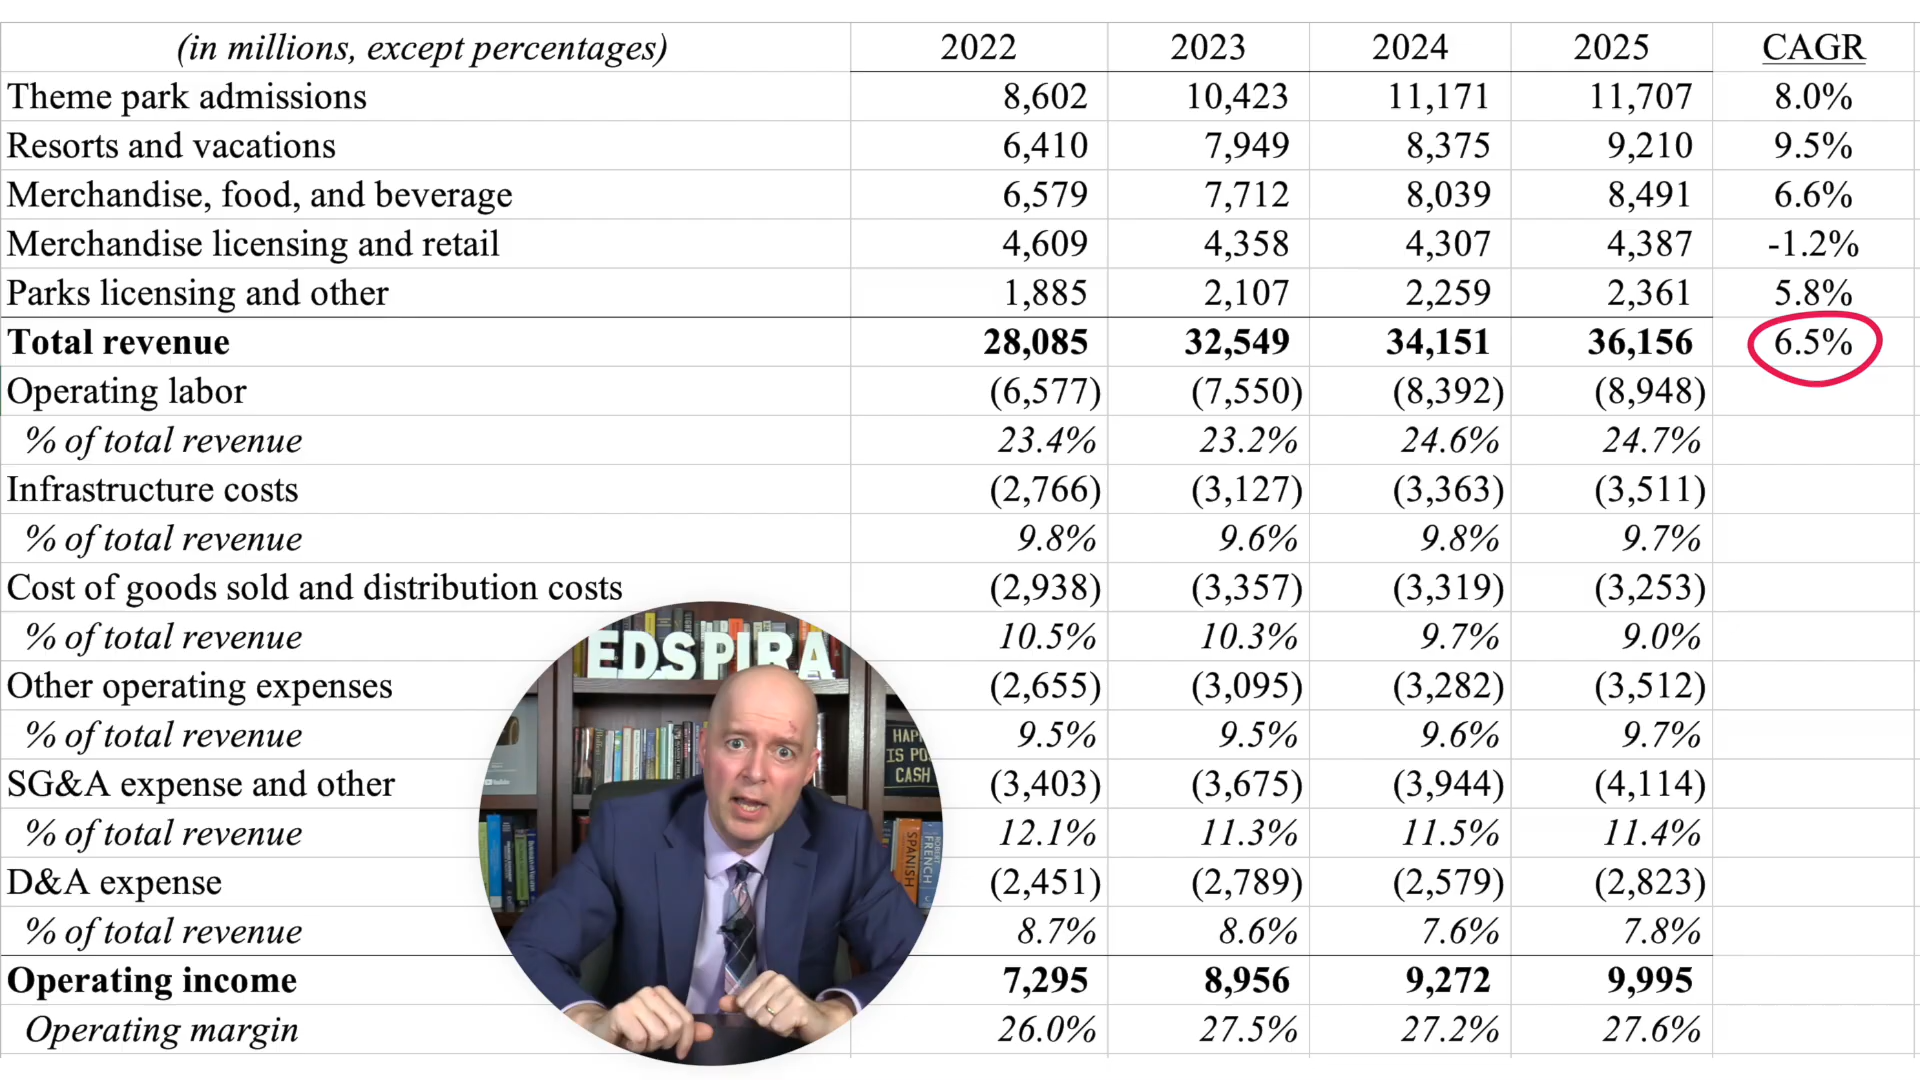 (in millions, except percentages) 2022 2023 2024 2025 CAGR
Theme park admissions 8,602 10,423 11,171 11,707 8.0%
Resorts and vacations 6,410 7,949 8,375 9,210 9.5%
Merchandise, food, and beverage 6,579 7,712 8,039 8,491 6.6%
Merchandise licensing and retail 4,609 4,358 4,307 4,387 -1.2%
Parks licensing and other 1,885 2,107 2,259 2,361 5.8%
Total revenue 28,085 32,549 34,151 36,156 6.5%
Operating labor (6,577) (7,550) (8,392) (8,948)
% of total revenue 23.4% 23.2% 24.6% 24.7%
Infrastructure costs (2,766) (3,127) (3,363) (3,511)
% of total revenue 9.8% 9.6% 9.8% 9.7%
Cost of goods sold and distribution costs (2,938) (3,357) (3,319) (3,253)
% of total revenue 10.5% 10.3% 9.7% 9.0%
Other operating expenses (2,655) (3,095) (3,282) (3,512)
% of total revenue 9.5% 9.5% 9.6% 9.7%
SG&A expense and other (3,403) (3,675) (3,944) (4,114)
% of total revenue 12.1% 11.3% 11.5% 11.4%
D&A expense (2,451) (2,789) (2,579) (2,823)
% of total revenue 8.7% 8.6% 7.6% 7.8%
Operating income 7,295 8,956 9,272 9,995
Operating margin 26.0% 27.5% 27.2% 27.6%
EDSPIRA
HAP
IS PO
CASH
SPANISH
FRENCH